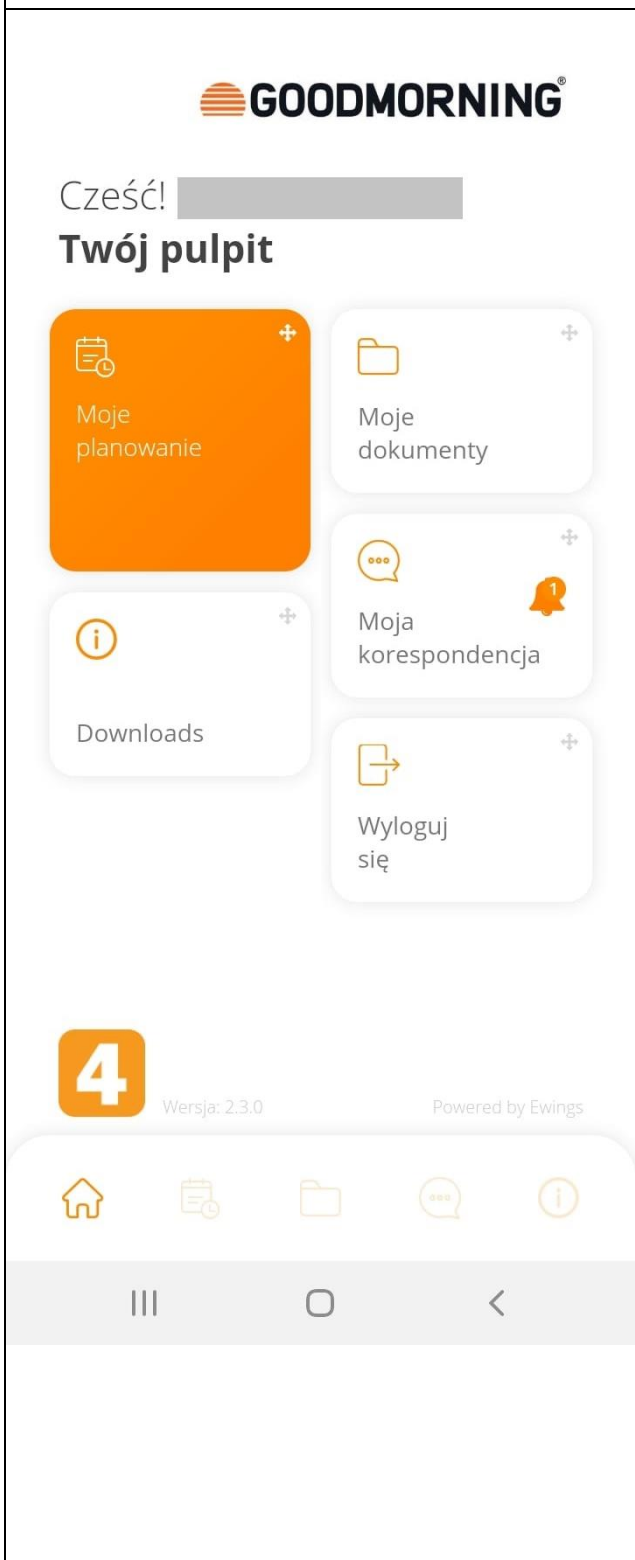 GOODMORNING®
Cześć!
Twój pulpit
Moje
planowanie
Moje
dokumenty
1
Moja
korespondencja
Downloads
Wyloguj
się
4
Wersja: 2.3.0
Powered by Ewings